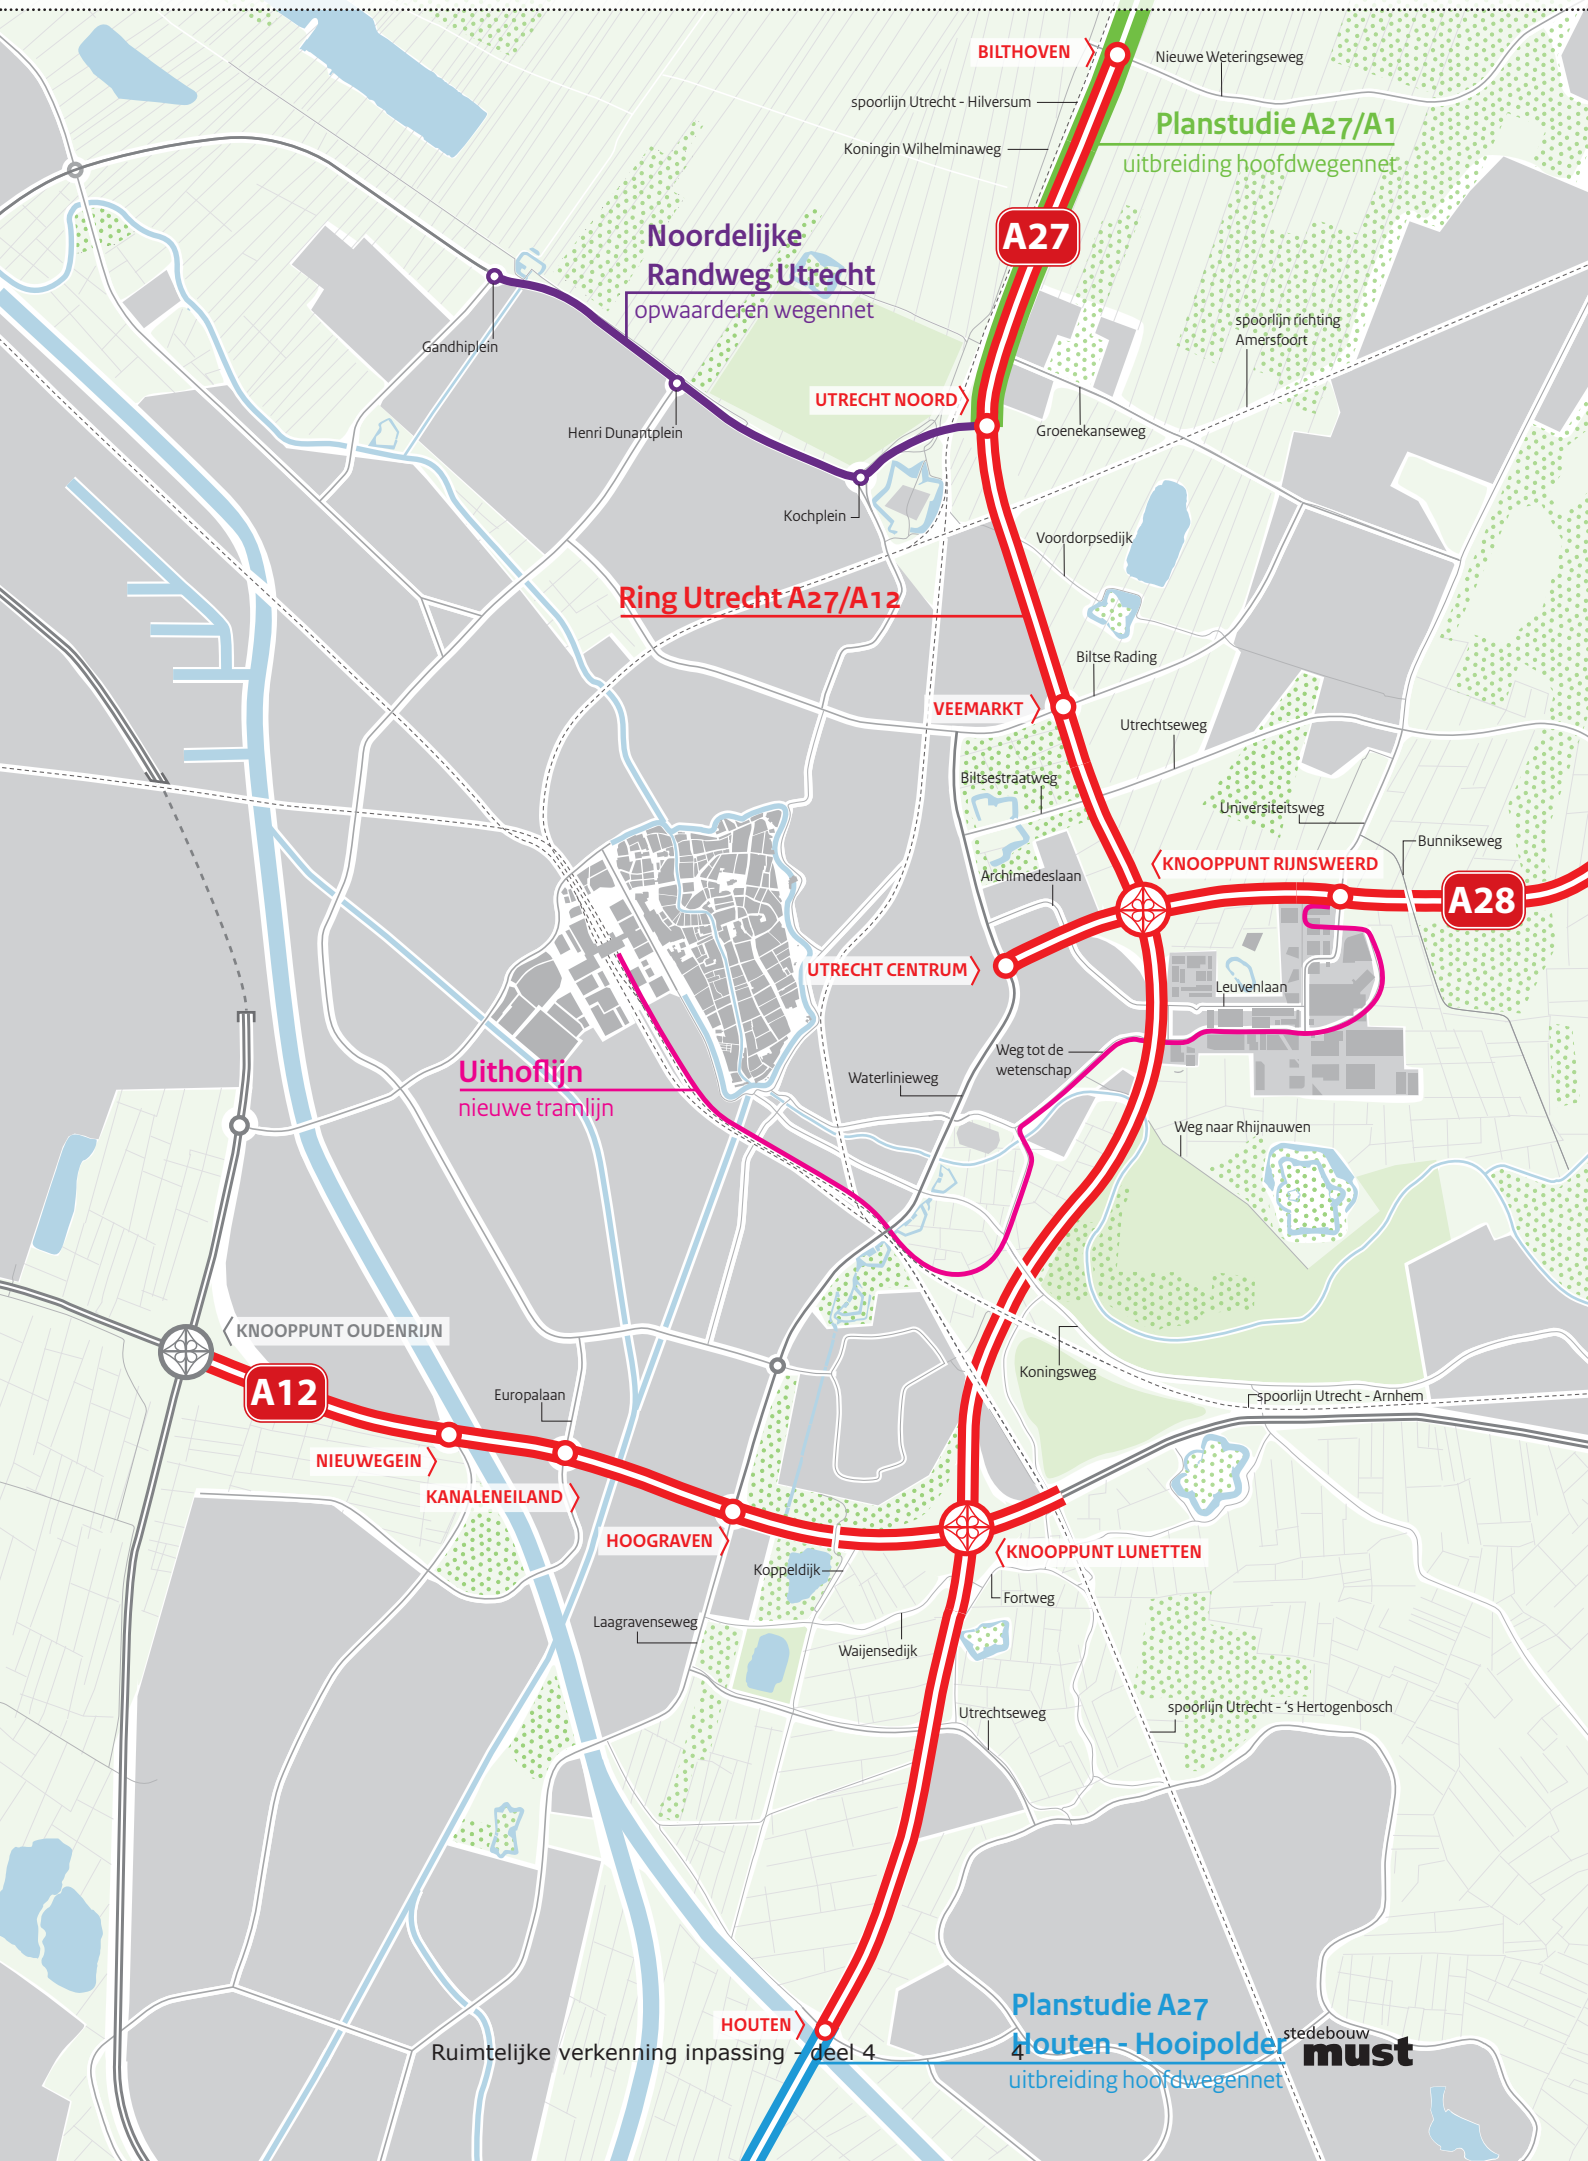 BILTHOVEN
Nieuwe Weteringseweg
spoorlijn Utrecht - Hilversum
Planstudie A27/A1
Koningin Wilhelminaweg
uitbreiding hoofdwegennet
Noordelijke
Randweg Utrecht
opwaarderen wegennet
A27
spoorlijn richting
Amersfoort
Gandhiplein
UTRECHT NOORD
Henri Dunantplein
Groenekanseweg
Kochplein
Voordorpsedijk
Ring Utrecht A27/A12
Biltse Rading
VEEMARKT
Utrechtseweg
Biltsestraatweg
Universiteitsweg
Bunnikseweg
KNOOPPUNT RIJNSWEERD
Archimedeslaan
A28
UTRECHT CENTRUM
Leuvenlaan
Weg tot de
wetenschap
Uithoflijn
nieuwe tramlijn
Waterlinieweg
Weg naar Rhijnauwen
KNOOPPUNT OUDENRIJN
Koningsweg
A12
Europalaan
spoorlijn Utrecht - Arnhem
NIEUWEGEIN
KANALENEILAND
HOOGRAVEN
KNOOPPUNT LUNETTEN
Koppeldijk
Fortweg
Laagravenseweg
Waijensedijk
Utrechtseweg
spoorlijn Utrecht - ‘s Hertogenbosch
Planstudie A27
Houten - Hooipolder
uitbreiding hoofdwegennet
HOUTEN
Ruimtelijke verkenning inpassing - deel 4
4
stedebouw
must